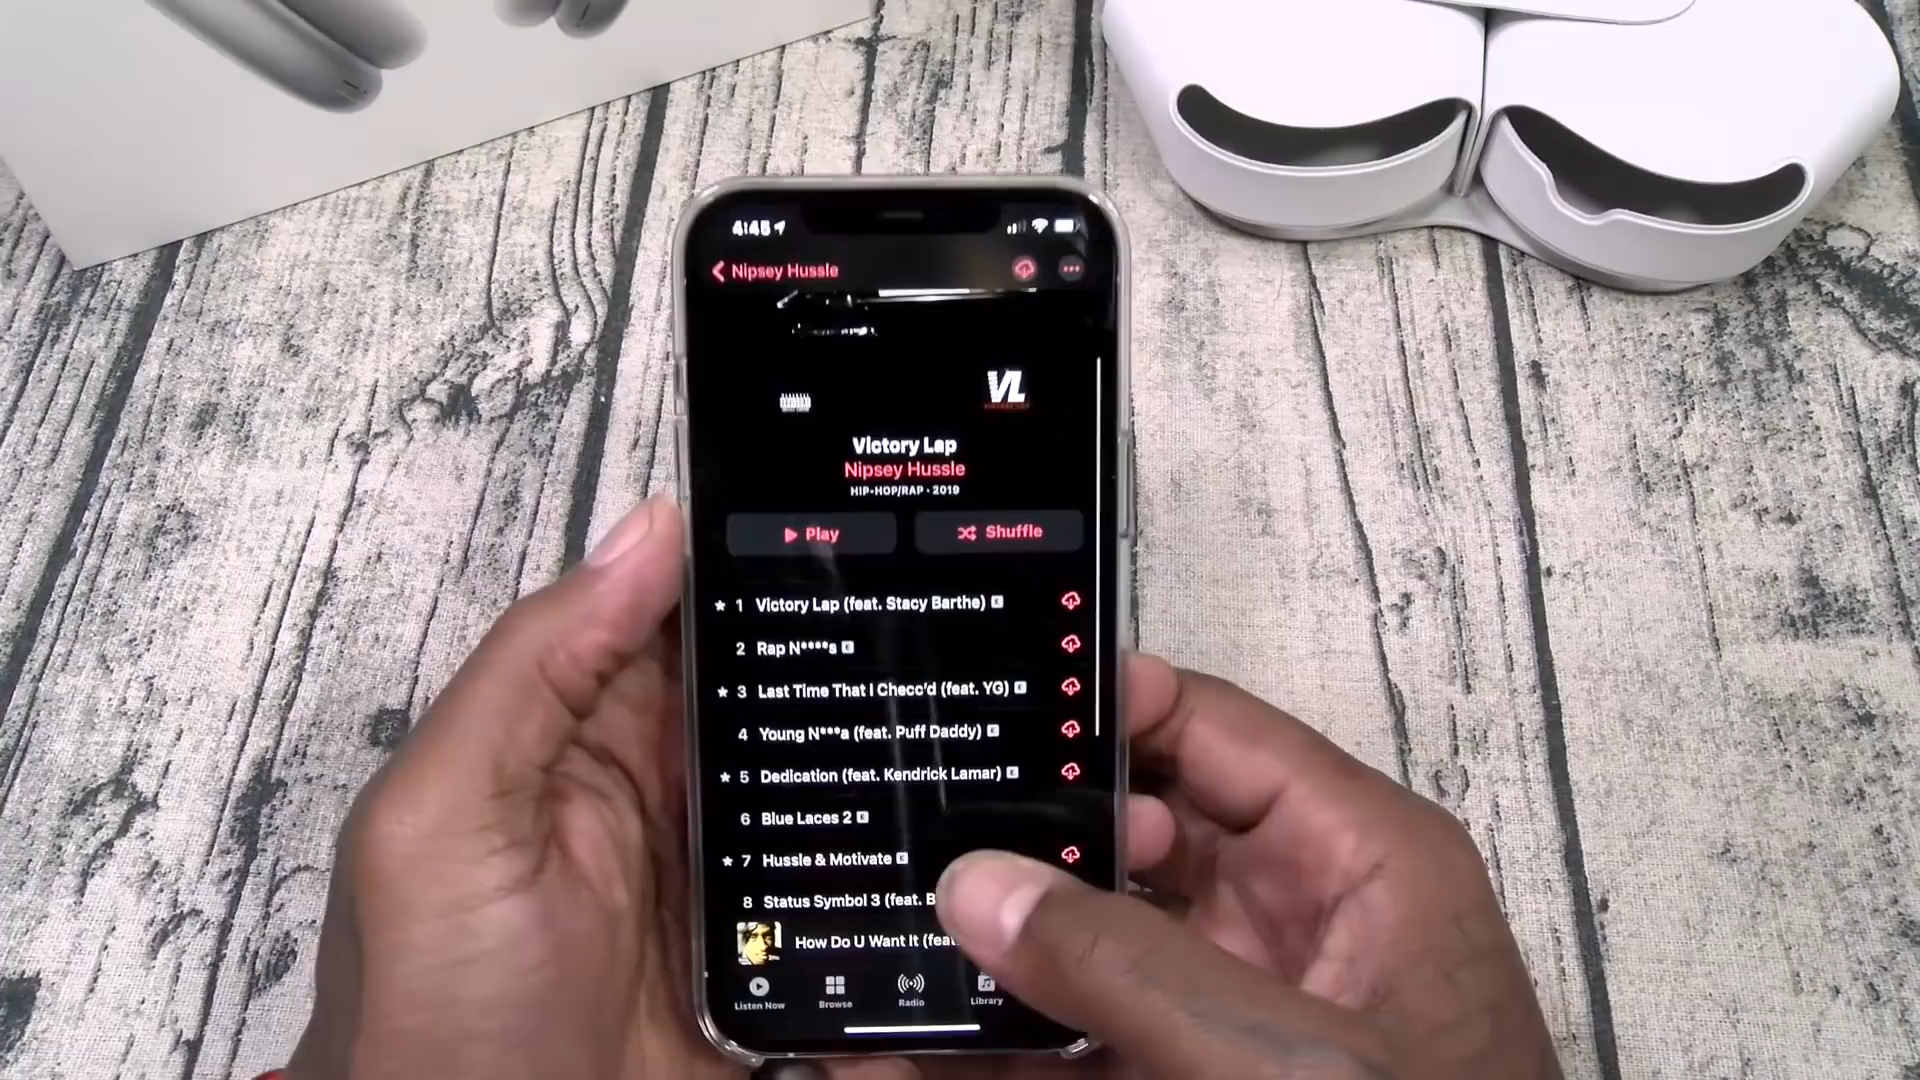 4:45
Nipsey Hussle
VL
Victory Lap
Nipsey Hussle
HIP-HOP/RAP · 2019
Play
Shuffle
★ 1 Victory Lap (feat. Stacy Barthe) E
2 Rap N****s E
★ 3 Last Time That I Checc'd (feat. YG) E
4 Young N***a (feat. Puff Daddy) E
★ 5 Dedication (feat. Kendrick Lamar) E
6 Blue Laces 2 E
★ 7 Hussle & Motivate E
8 Status Symbol 3 (feat. B
How Do U Want It (feat.
Listen Now
Browse
Radio
Library